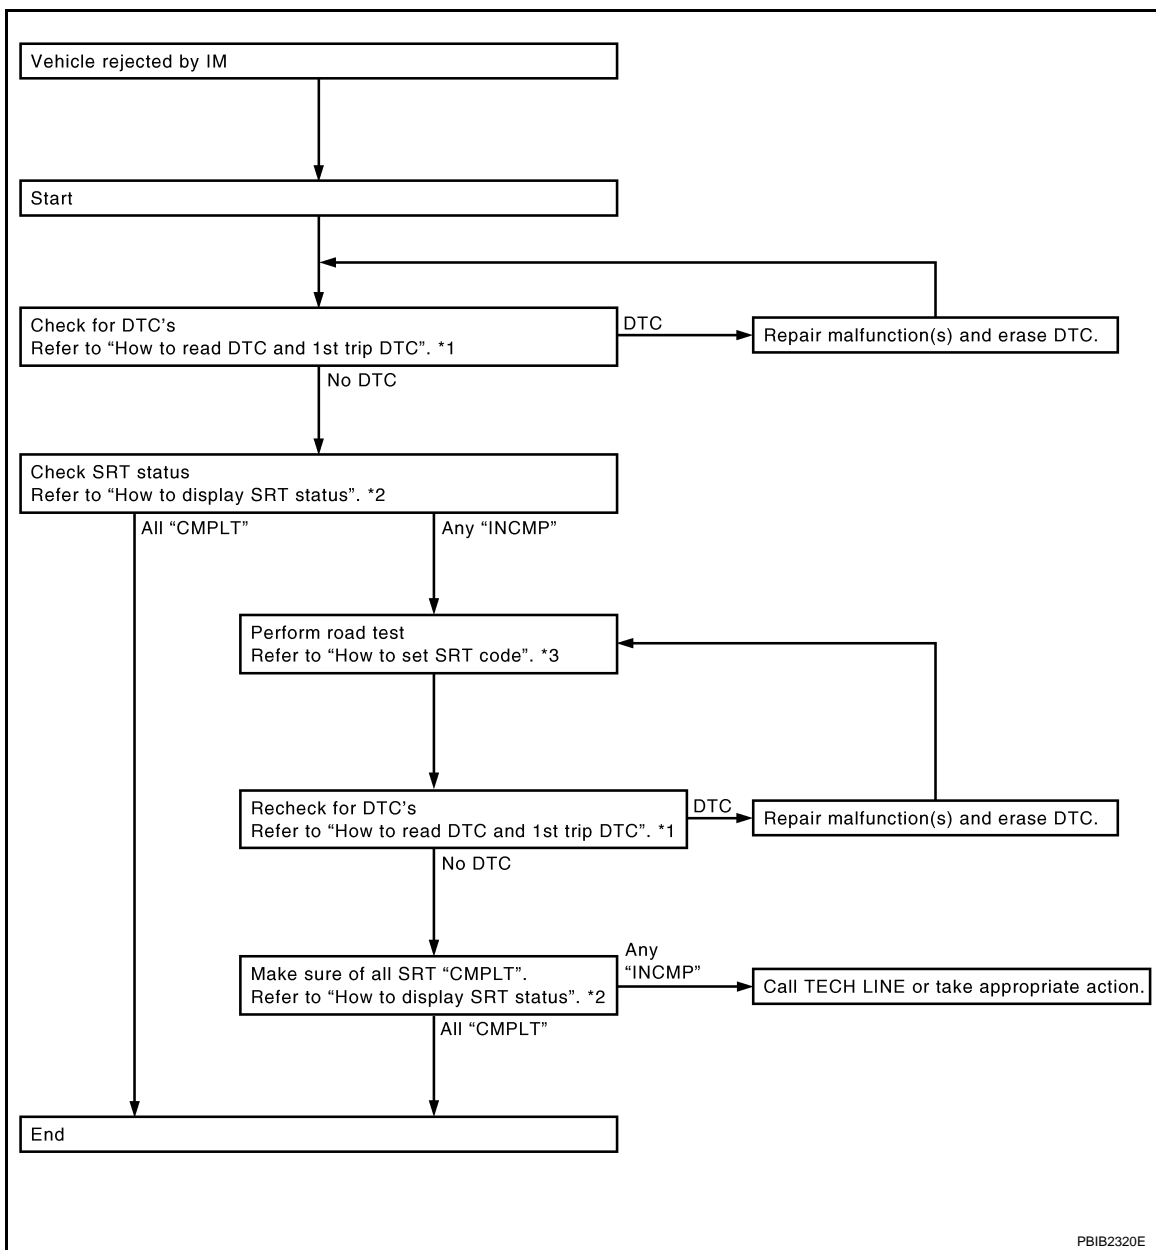 Vehicle rejected by IM
Start
Check for DTC's
Refer to “How to read DTC and 1st trip DTC”. *1
DTC
Repair malfunction(s) and erase DTC.
No DTC
Check SRT status
Refer to “How to display SRT status”. *2
All “CMPLT”
Any “INCMP”
Perform road test
Refer to “How to set SRT code”. *3
Recheck for DTC's
Refer to “How to read DTC and 1st trip DTC”. *1
DTC
Repair malfunction(s) and erase DTC.
No DTC
Make sure of all SRT “CMPLT”.
Refer to “How to display SRT status”. *2
Any
“INCMP”
Call TECH LINE or take appropriate action.
All “CMPLT”
End
PBIB2320E